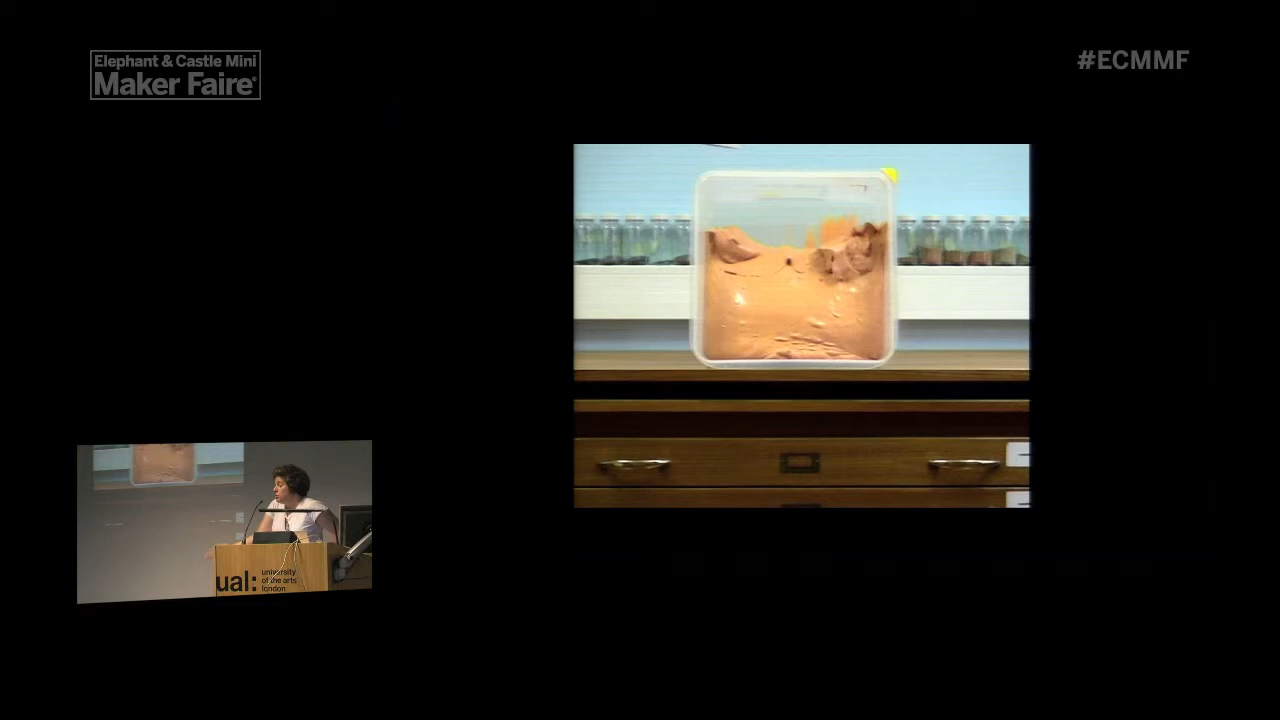 Elephant & Castle Mini
Maker Faire®
#ECMMF
ual:
university
of the arts
london